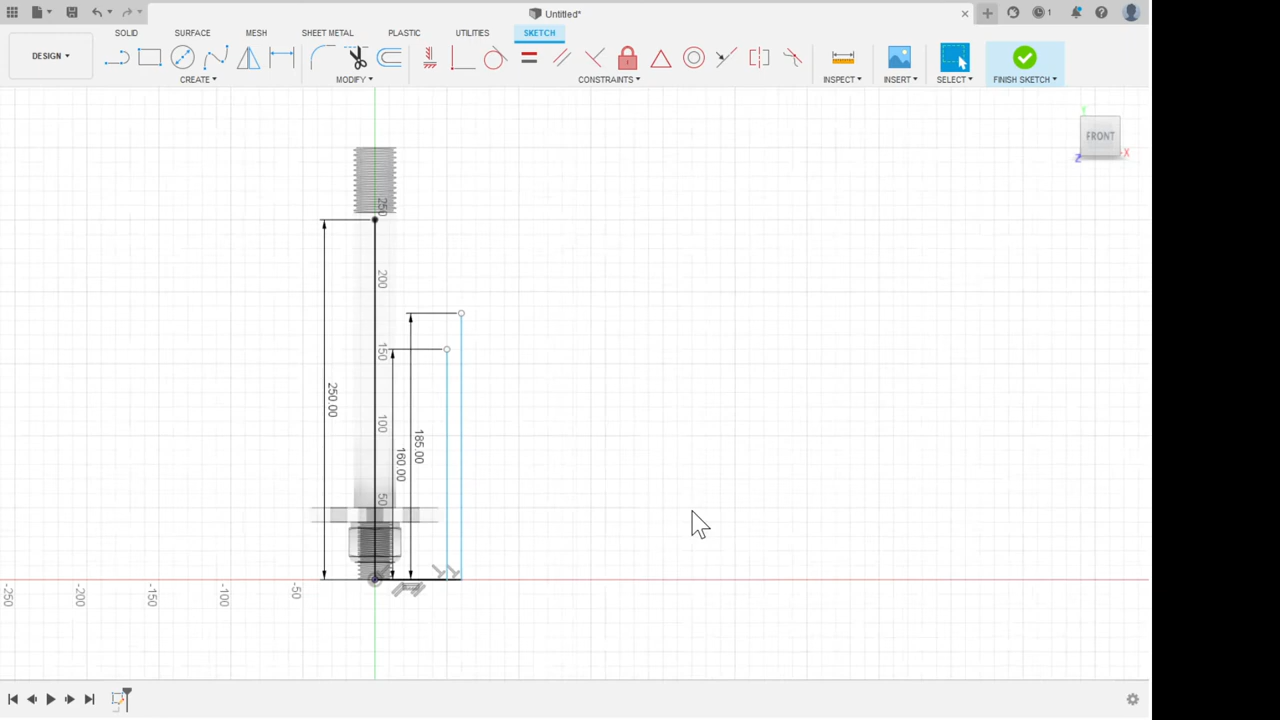 Untitled*
1
DESIGN
SOLID
SURFACE
MESH
SHEET METAL
PLASTIC
UTILITIES
SKETCH
CREATE
MODIFY
CONSTRAINTS
INSPECT
INSERT
SELECT
FINISH SKETCH
FRONT
Y
X
Z
250
200
150
100
50
250.00
185.00
160.00
-250
-200
-150
-100
-50